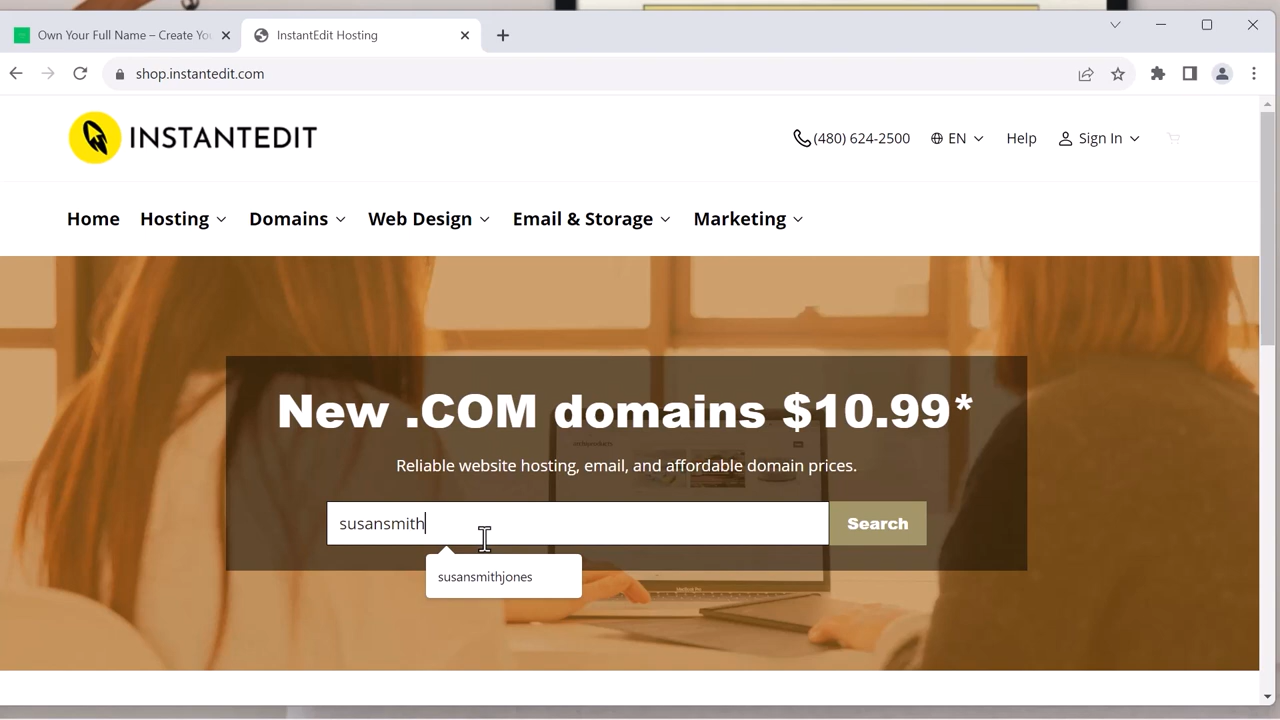 Own Your Full Name – Create Yo
InstantEdit Hosting
shop.instantedit.com
INSTANTEDIT
(480) 624-2500
EN
Help
Sign In
Home
Hosting
Domains
Web Design
Email & Storage
Marketing
New .COM domains $10.99*
Reliable website hosting, email, and affordable domain prices.
susansmith
Search
susansmithjones